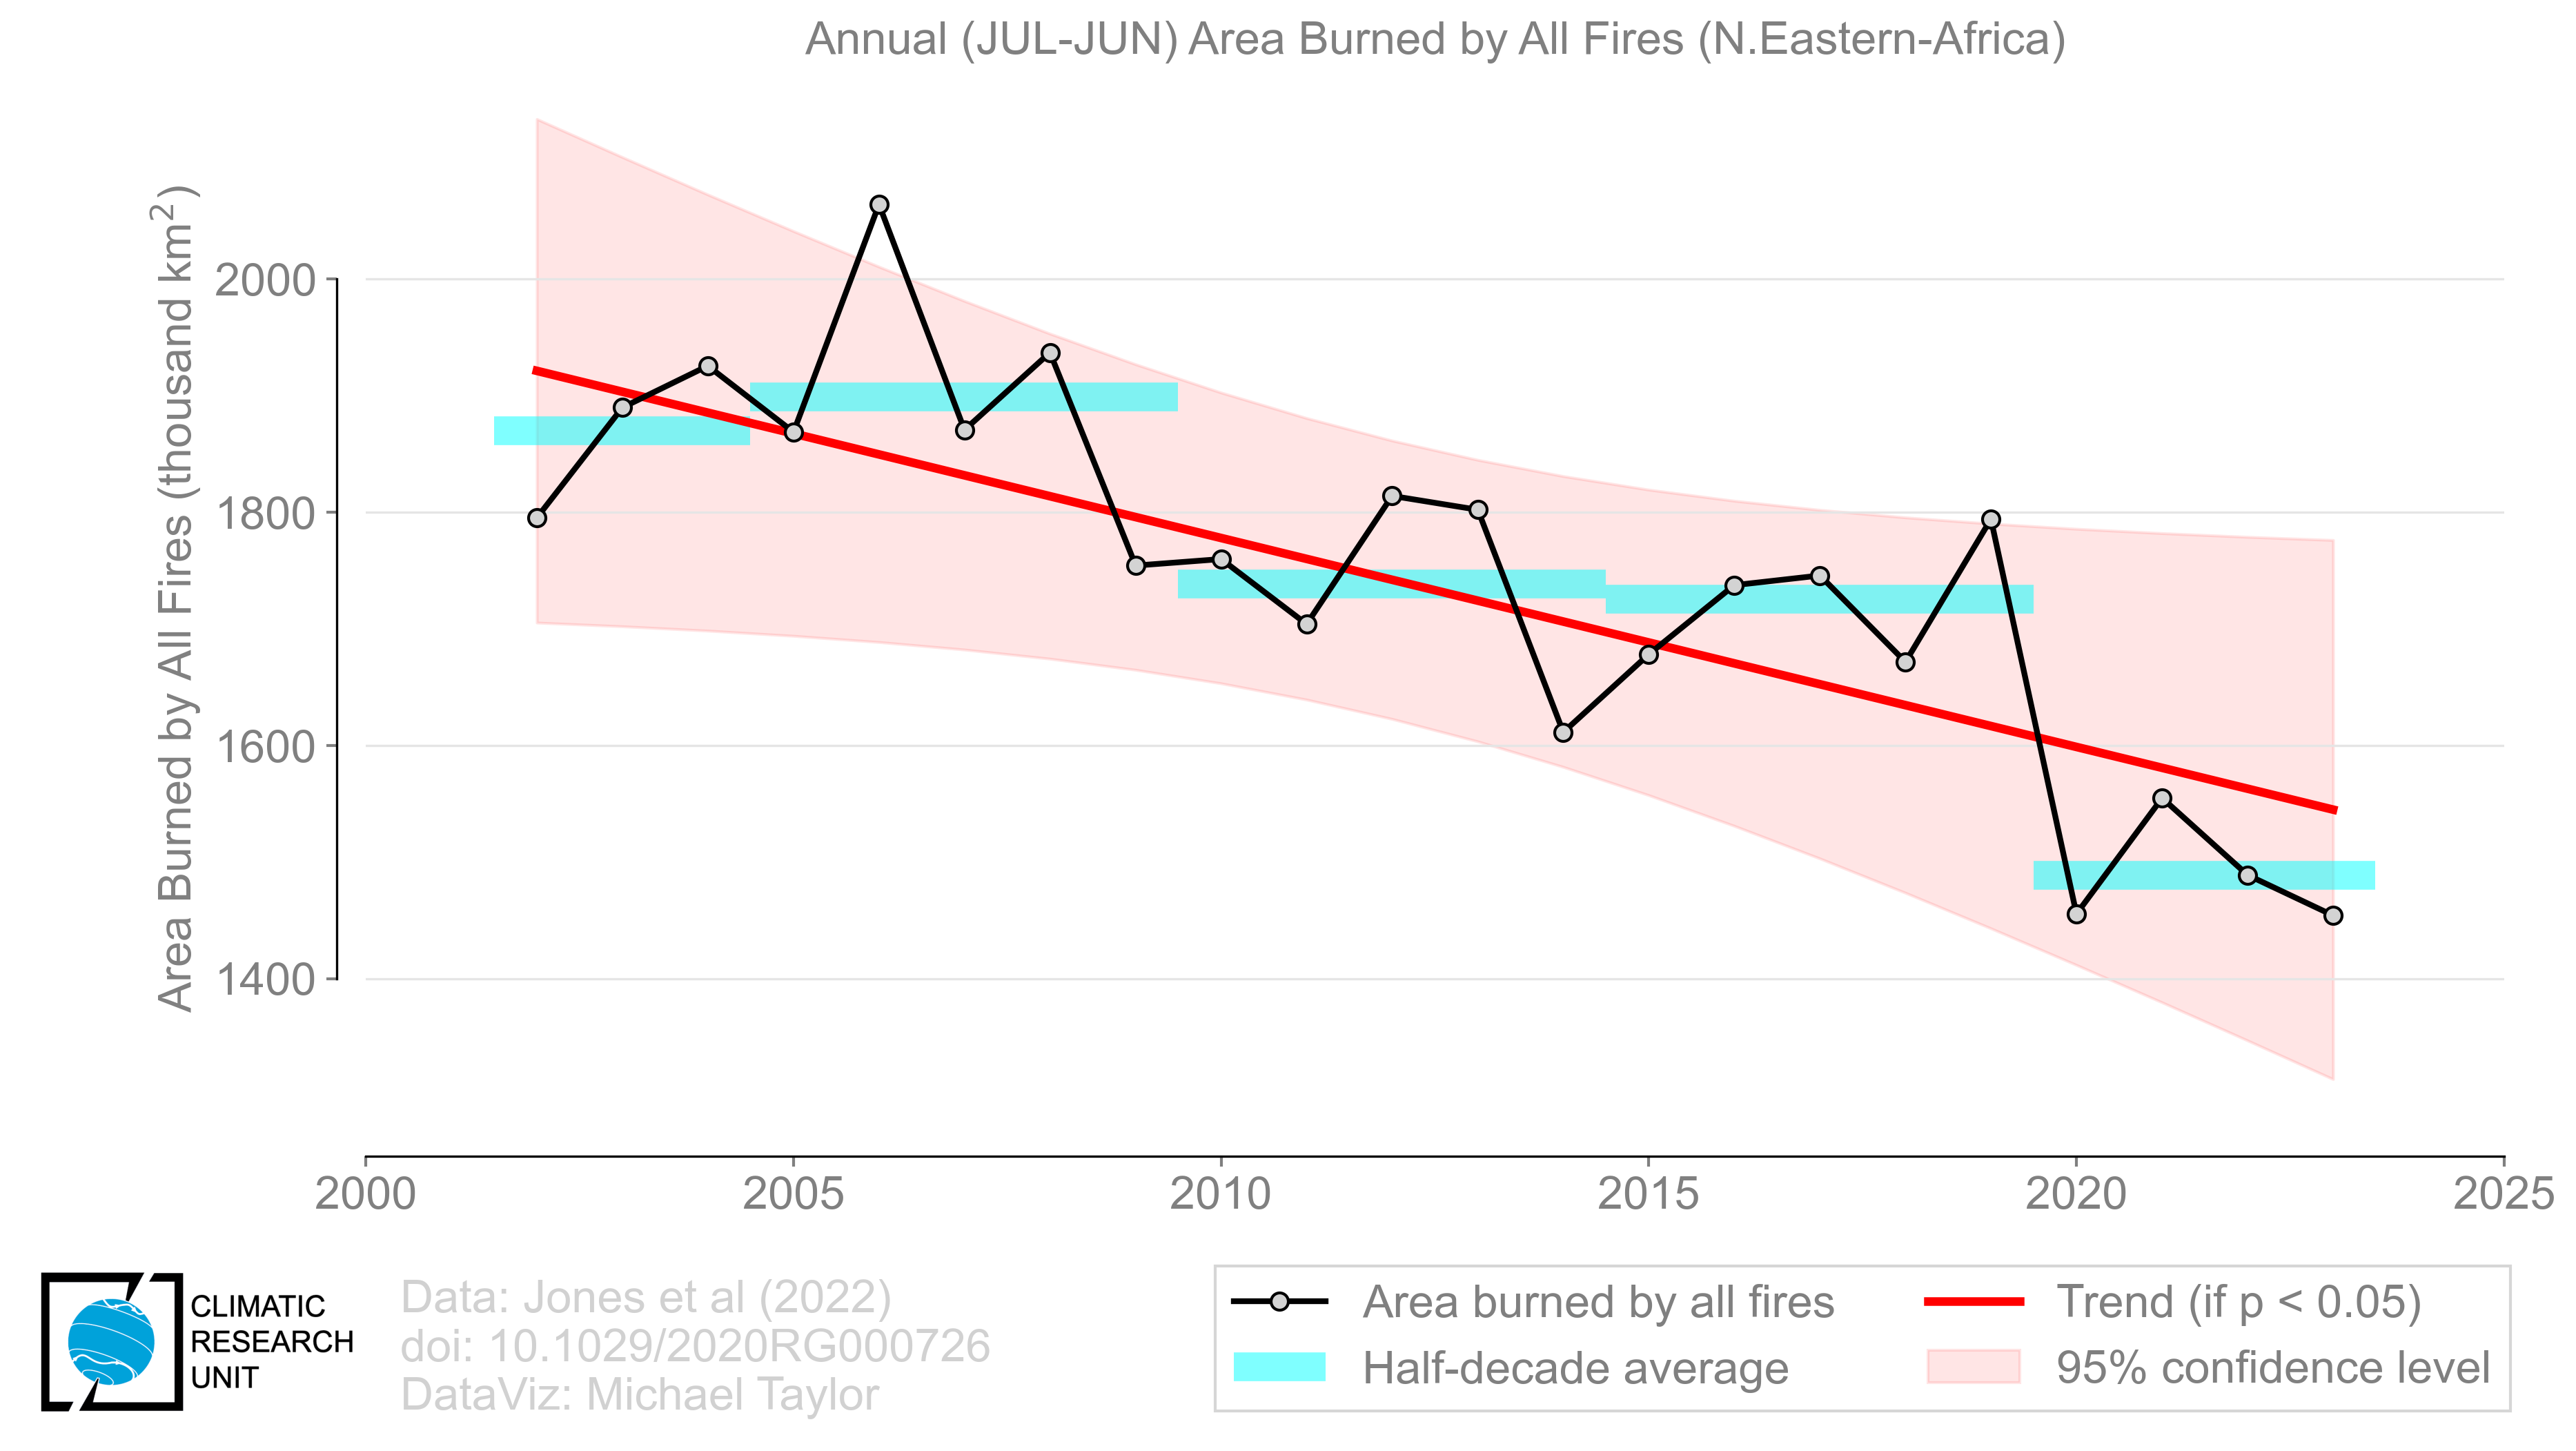 Annual (JUL-JUN) Area Burned by All Fires (N.Eastern-Africa)
Area Burned by All Fires (thousand km²)
2000
1800
1600
1400
2000 2005 2010 2015 2020 2025
CLIMATIC
RESEARCH
UNIT
Data: Jones et al (2022)
doi: 10.1029/2020RG000726
DataViz: Michael Taylor
Area burned by all fires
Half-decade average
Trend (if p < 0.05)
95% confidence level